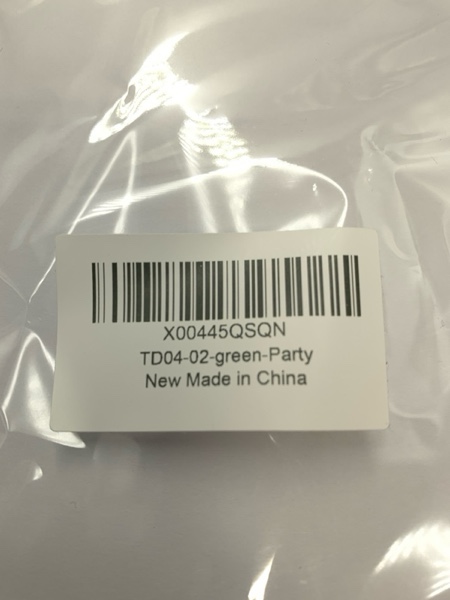 X00445QSQN
TD04-02-green-Party
New Made in China